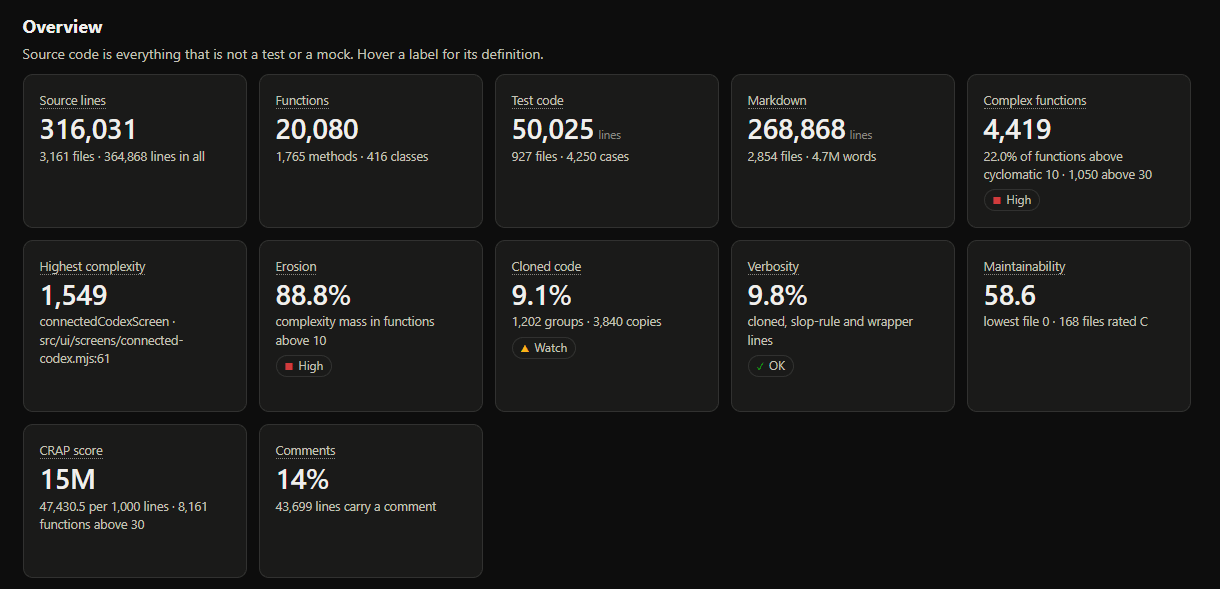 Overview
Source code is everything that is not a test or a mock. Hover a label for its definition.
Source lines
316,031
3,161 files · 364,868 lines in all
Functions
20,080
1,765 methods · 416 classes
Test code
50,025 lines
927 files · 4,250 cases
Markdown
268,868 lines
2,854 files · 4.7M words
Complex functions
4,419
22.0% of functions above
cyclomatic 10 · 1,050 above 30
High
Highest complexity
1,549
connectedCodexScreen ·
src/ui/screens/connected-
codex.mjs:61
Erosion
88.8%
complexity mass in functions
above 10
High
Cloned code
9.1%
1,202 groups · 3,840 copies
Watch
Verbosity
9.8%
cloned, slop-rule and wrapper
lines
OK
Maintainability
58.6
lowest file 0 · 168 files rated C
CRAP score
15M
47,430.5 per 1,000 lines · 8,161
functions above 30
Comments
14%
43,699 lines carry a comment